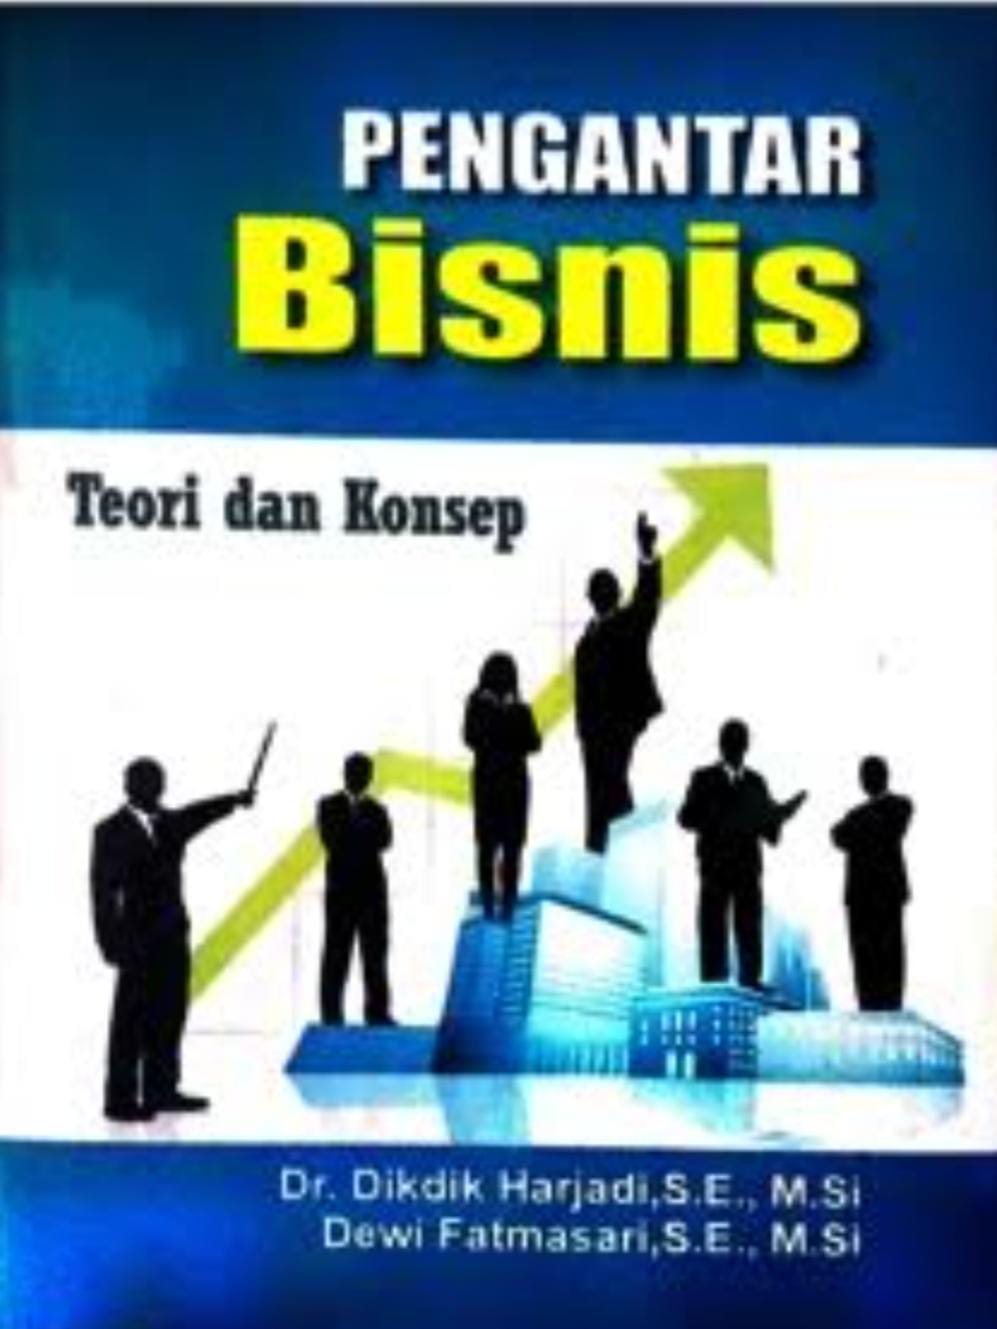 PENGANTAR
Bisnis
Teori dan Konsep
Dr. Dikdik Harjadi,S.E., M.Si
Dewi Fatmasari,S.E., M.Si